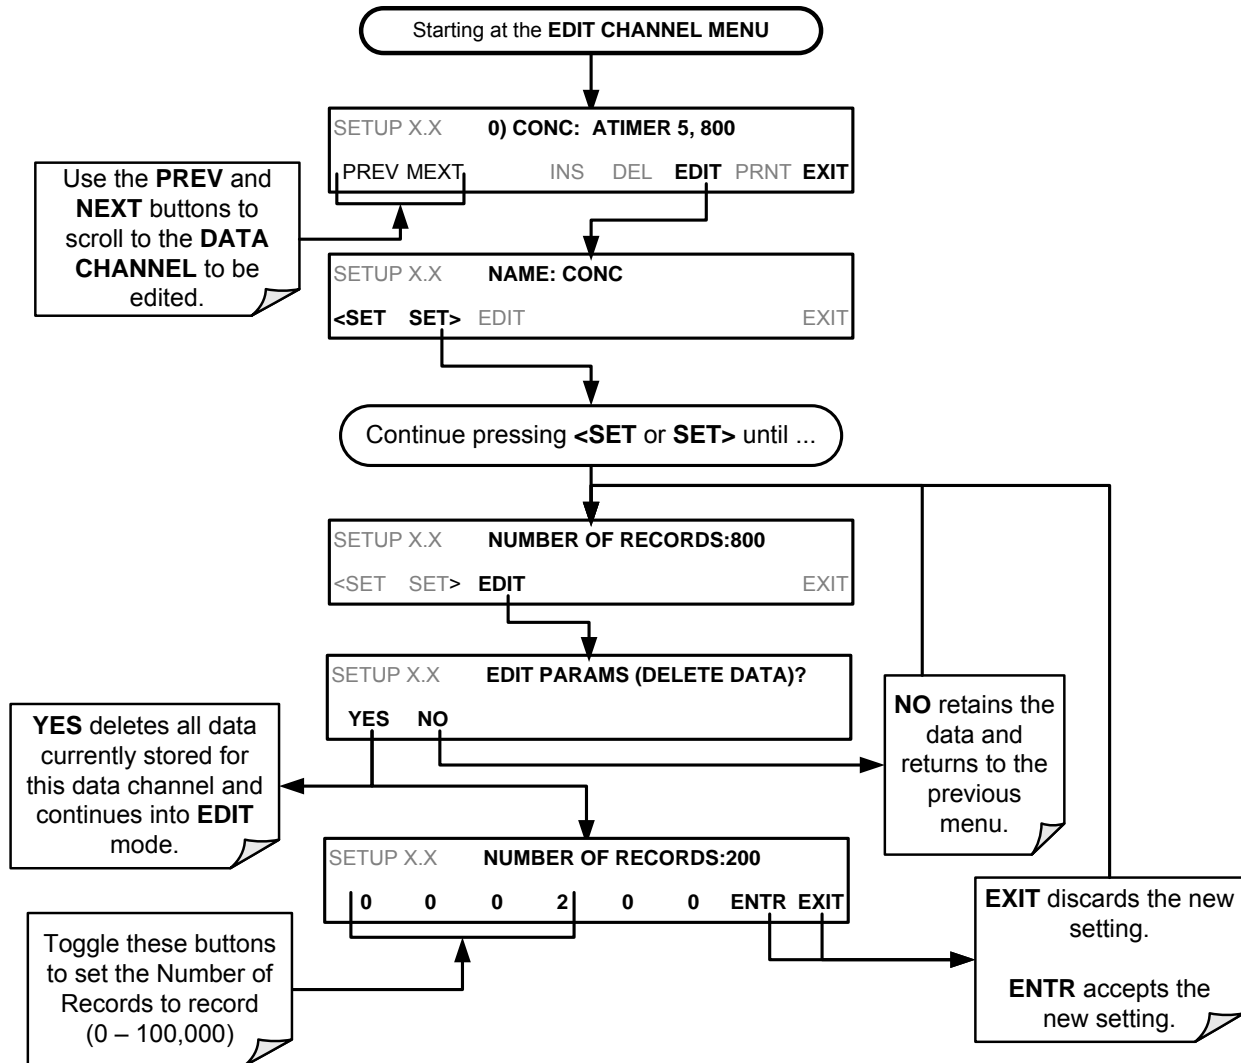 Starting at the EDIT CHANNEL MENU
SETUP X.X 0) CONC: ATIMER 5, 800
PREV MEXT INS DEL EDIT PRNT EXIT
Use the PREV and
NEXT buttons to
scroll to the DATA
CHANNEL to be
edited.
SETUP X.X NAME: CONC
<SET SET> EDIT EXIT
Continue pressing <SET or SET> until ...
SETUP X.X NUMBER OF RECORDS:800
<SET SET> EDIT EXIT
SETUP X.X EDIT PARAMS (DELETE DATA)?
YES NO
YES deletes all data
currently stored for
this data channel and
continues into EDIT
mode.
NO retains the
data and
returns to the
previous
menu.
SETUP X.X NUMBER OF RECORDS:200
0 0 0 2 0 0 ENTR EXIT
Toggle these buttons
to set the Number of
Records to record
(0 – 100,000)
EXIT discards the new
setting.
ENTR accepts the
new setting.